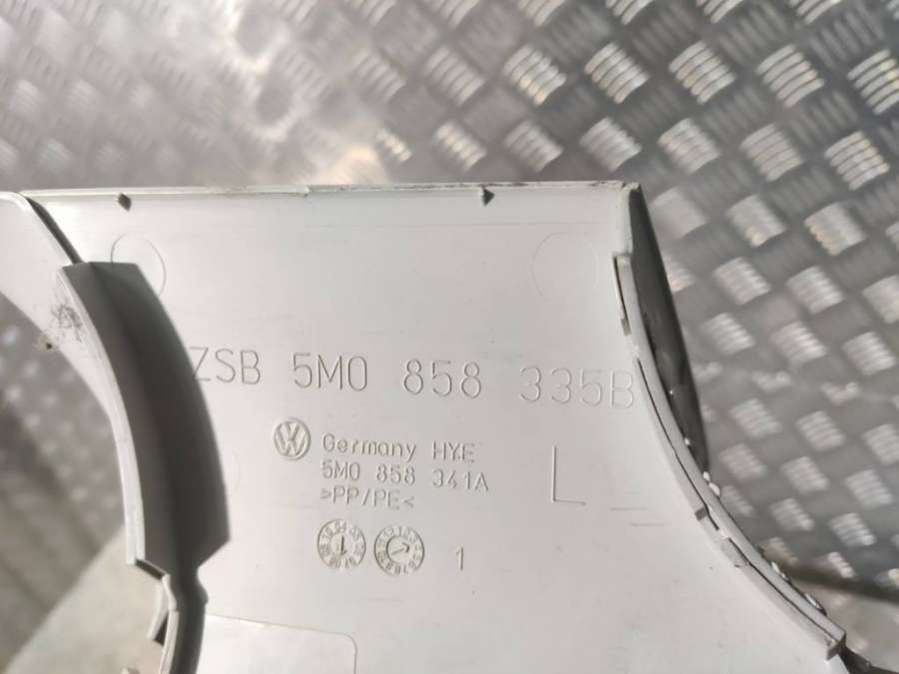 ZSB 5M0 858 335B
Germany HYE
5M0 858 341A
>PP/PE<
L
1